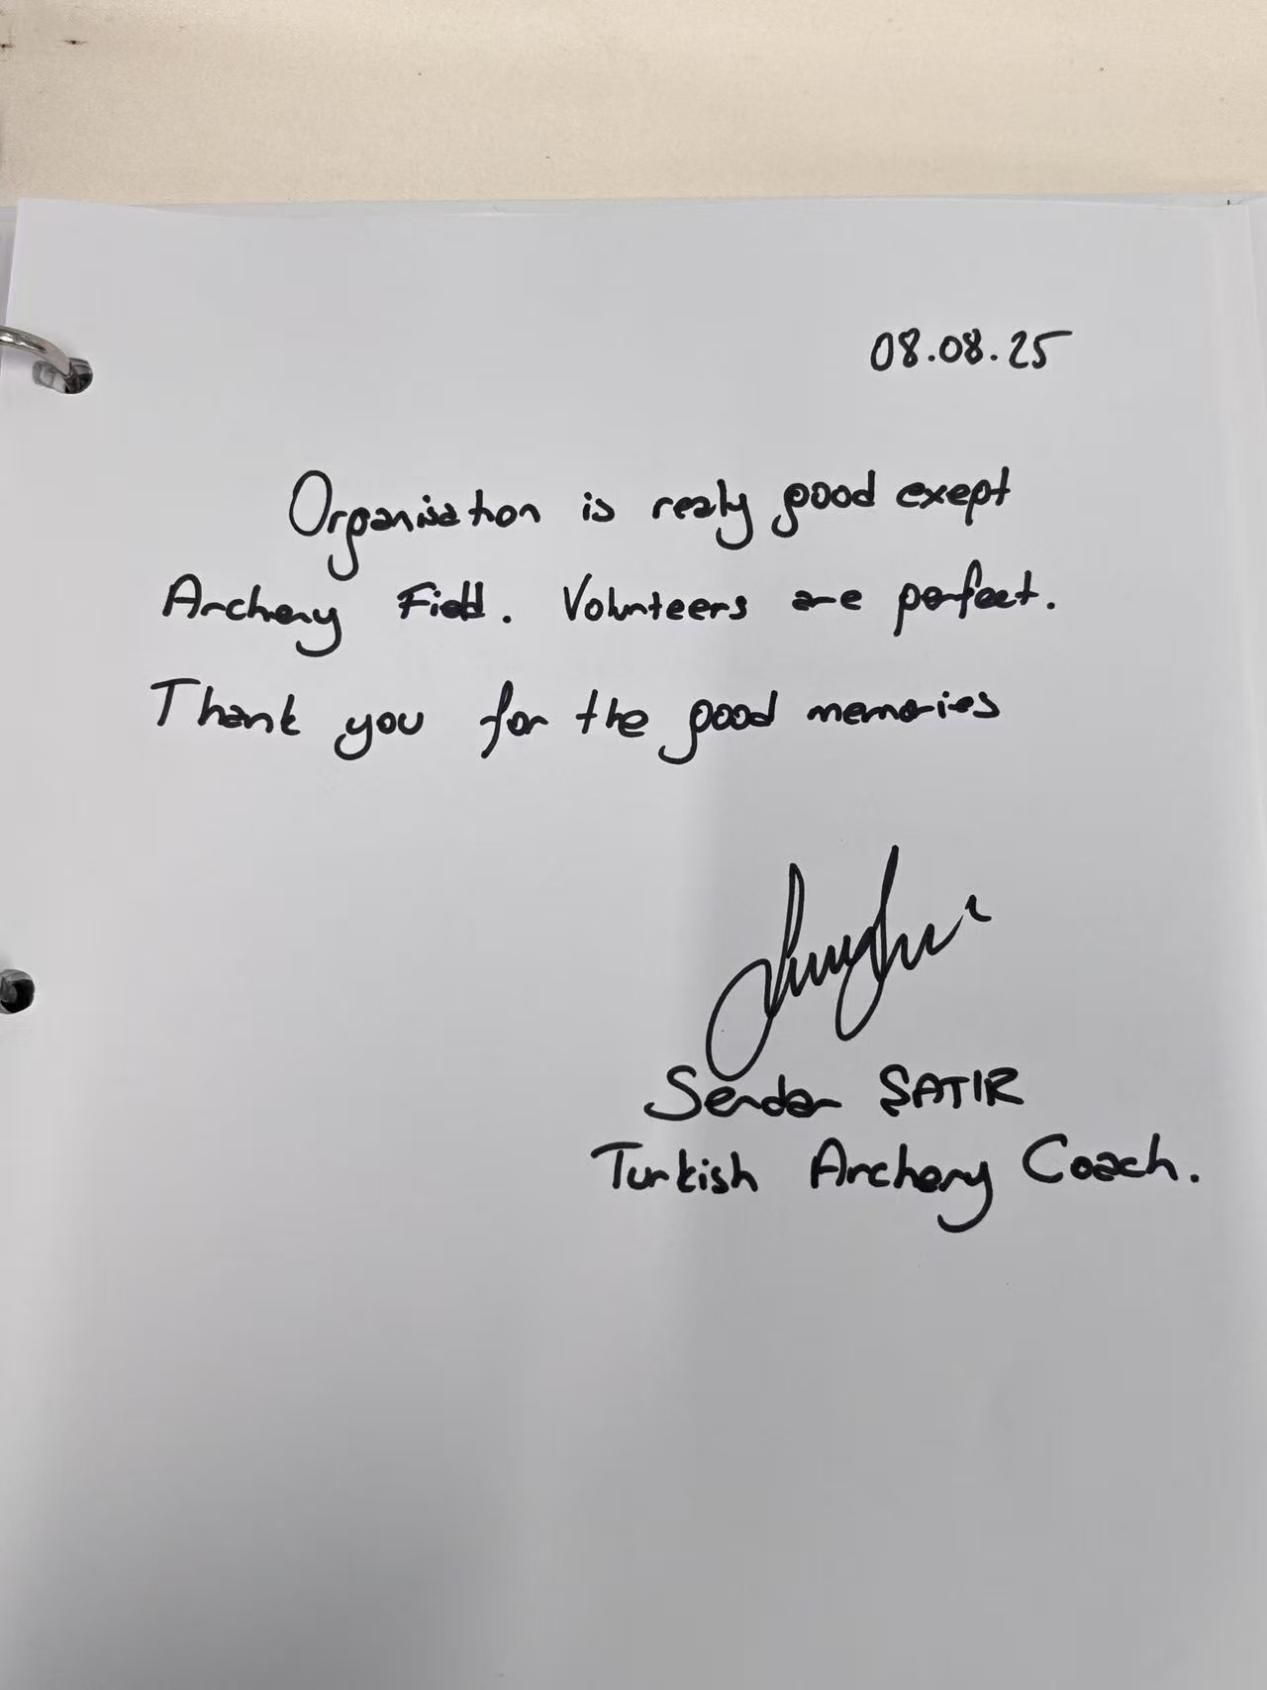 08.08.25
Organisation is realy good exept
Archery Field. Volunteers are perfect.
Thank you for the good memories
Serdar ŞATIR
Turkish Archery Coach.